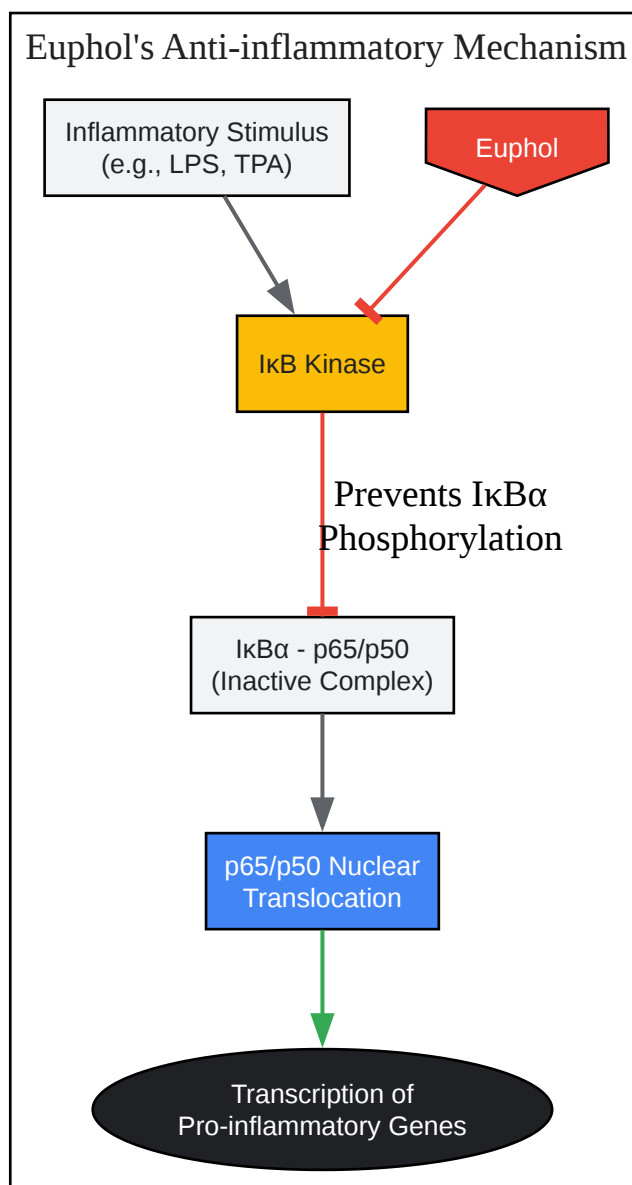 Euphol's Anti-inflammatory Mechanism
Inflammatory Stimulus
(e.g., LPS, TPA)
Euphol
IκB Kinase
Prevents IκBα
Phosphorylation
IκBα - p65/p50
(Inactive Complex)
p65/p50 Nuclear
Translocation
Transcription of
Pro-inflammatory Genes